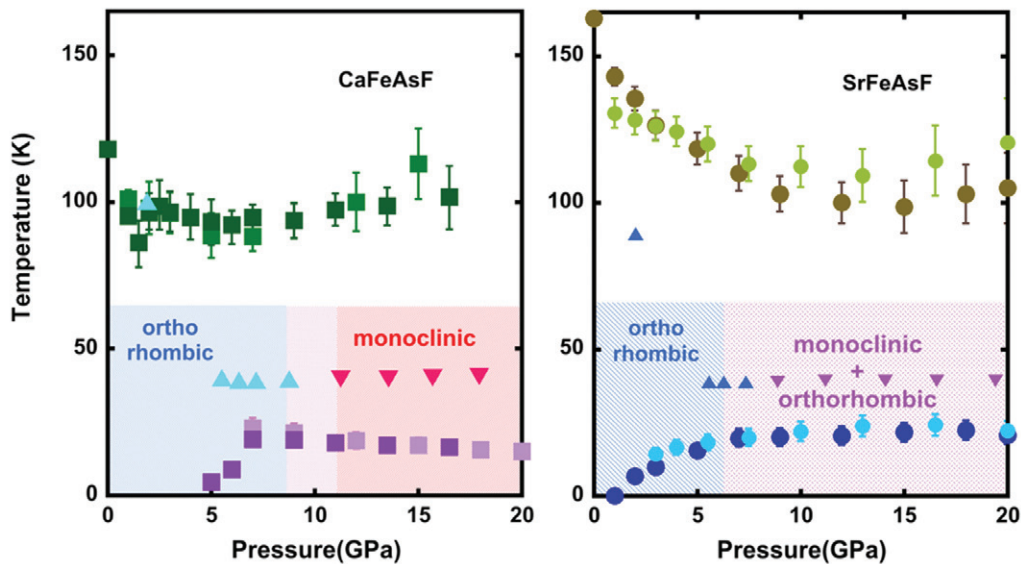 Temperature (K)
150
100
50
0
CaFeAsF
ortho
rhombic
monoclinic
0
5
10
15
20
Pressure(GPa)
150
100
50
0
SrFeAsF
ortho
rhombic
monoclinic
+
orthorhombic
0
5
10
15
20
Pressure(GPa)